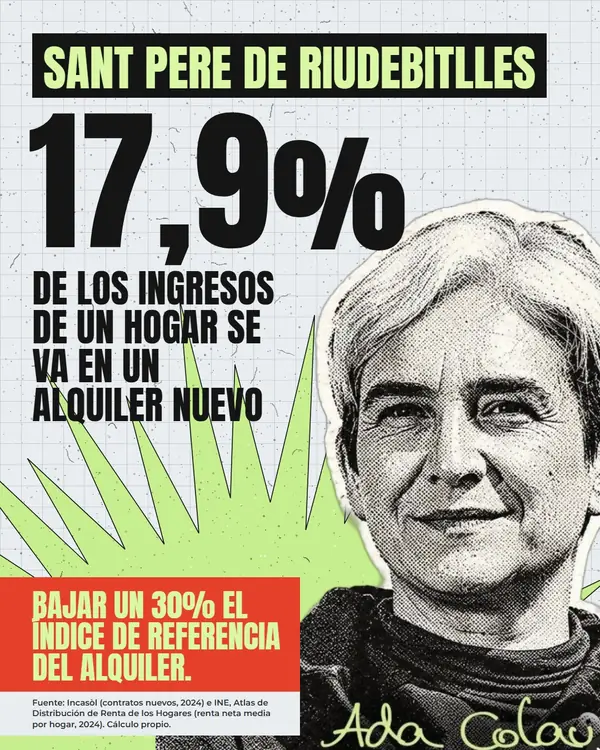 SANT PERE DE RIUDEBITLLES
17,9%
DE LOS INGRESOS
DE UN HOGAR SE
VA EN UN
ALQUILER NUEVO
BAJAR UN 30% EL
ÍNDICE DE REFERENCIA
DEL ALQUILER.
Fuente: Incasòl (contratos nuevos, 2024) e INE, Atlas de
Distribución de Renta de los Hogares (renta neta media
por hogar, 2024). Cálculo propio.
Ada Colau